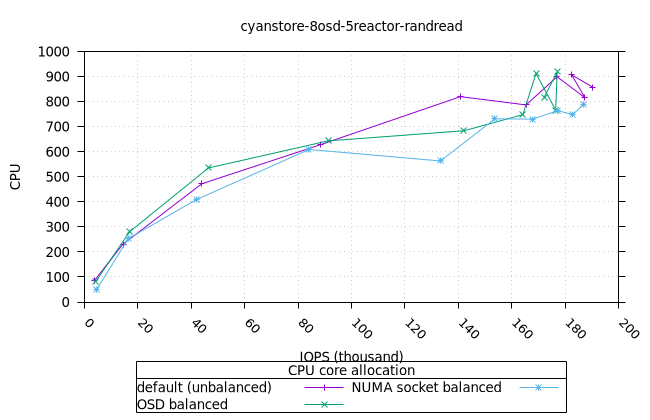 cyanstore-8osd-5reactor-randread
1000
900
800
700
600
500
400
300
200
100
0
CPU
0 20 40 60 80 100 120 140 160 180 200
IOPS (thousand)
CPU core allocation
default (unbalanced) NUMA socket balanced
OSD balanced